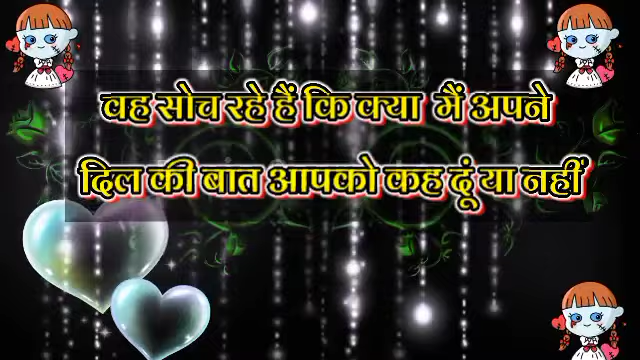 वह सोच रहे हैं कि क्या मैं अपने
दिल की बात आपको कह दूं या नहीं